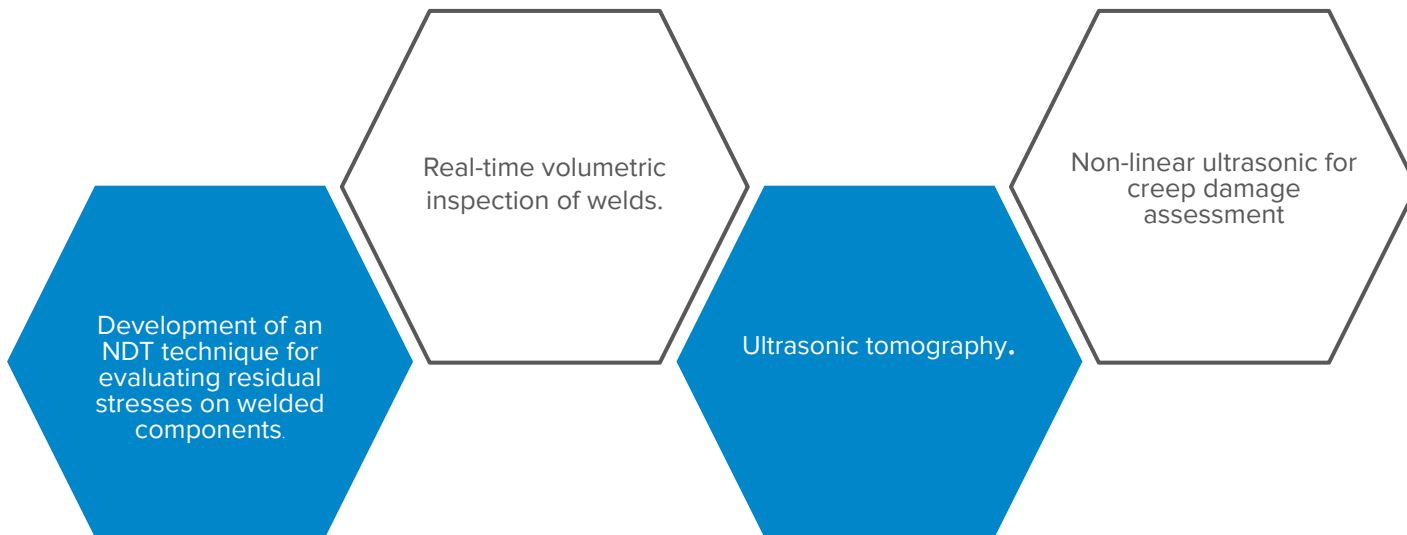 Development of an
NDT technique for
evaluating residual
stresses on welded
components.
Real-time volumetric
inspection of welds.
Ultrasonic tomography.
Non-linear ultrasonic for
creep damage
assessment